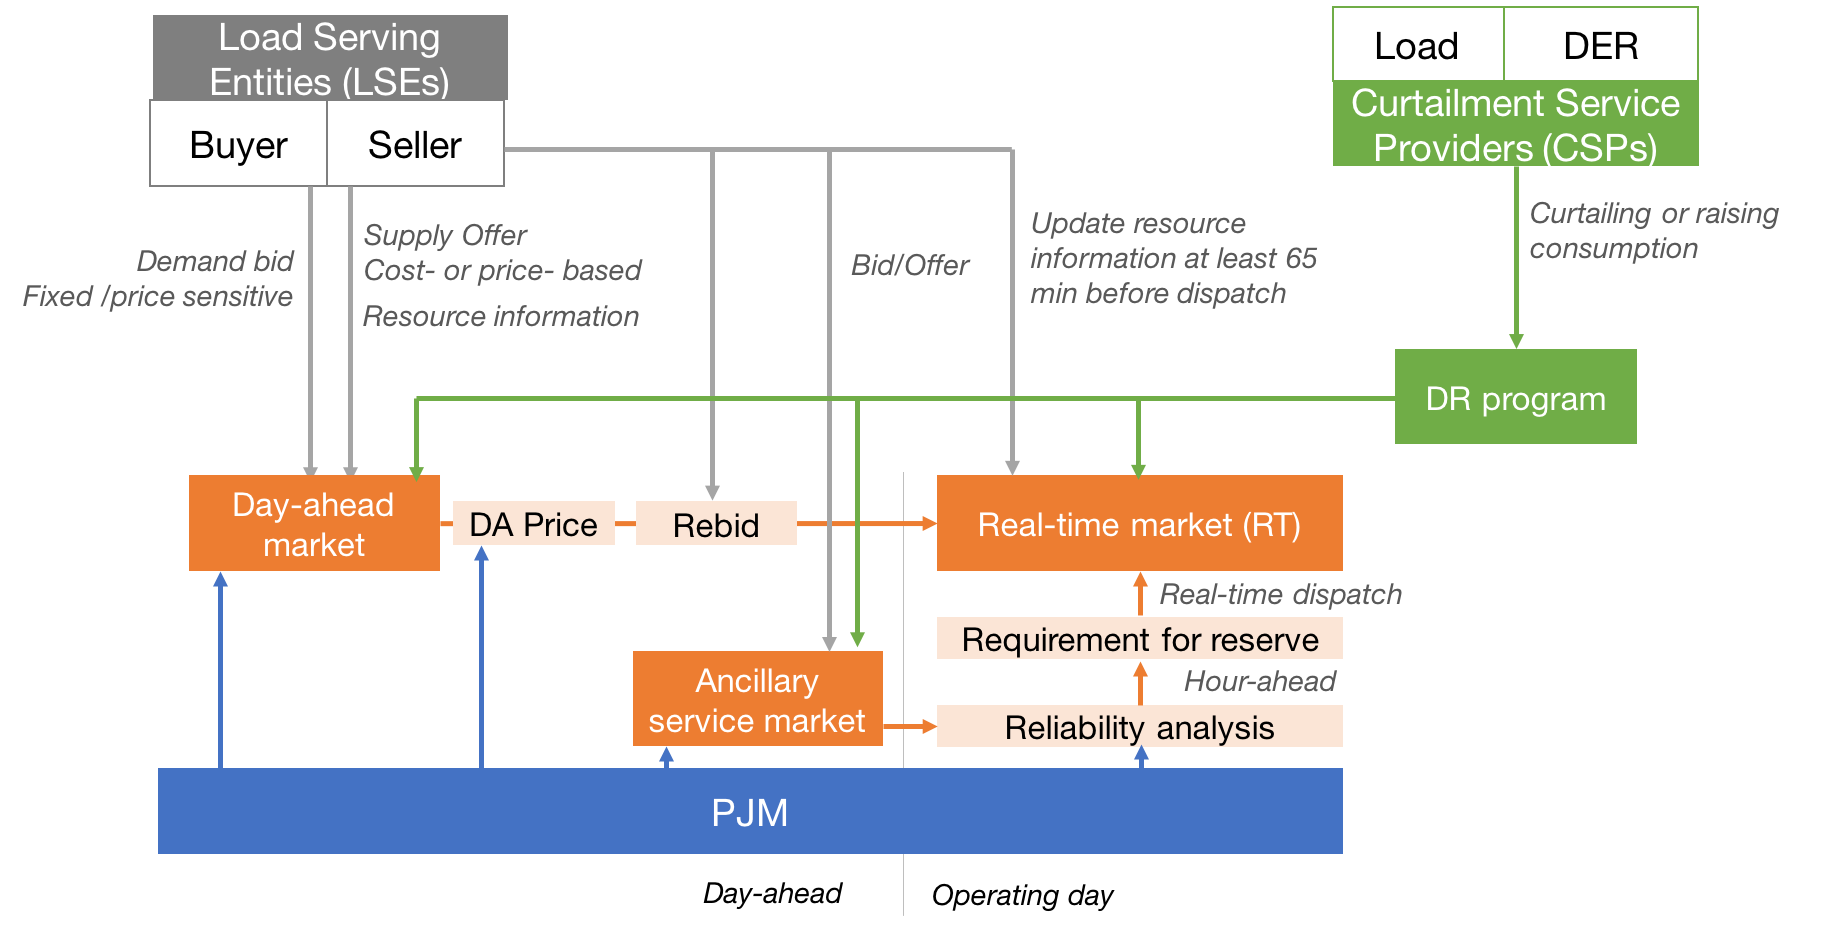 Load Serving
Entities (LSEs)
Buyer
Seller
Load
DER
Curtailment Service
Providers (CSPs)
Demand bid
Fixed /price sensitive
Supply Offer
Cost- or price- based
Resource information
Bid/Offer
Update resource
information at least 65
min before dispatch
Curtailing or raising
consumption
DR program
Day-ahead
market
DA Price
Rebid
Real-time market (RT)
Real-time dispatch
Requirement for reserve
Hour-ahead
Ancillary
service market
Reliability analysis
PJM
Day-ahead
Operating day